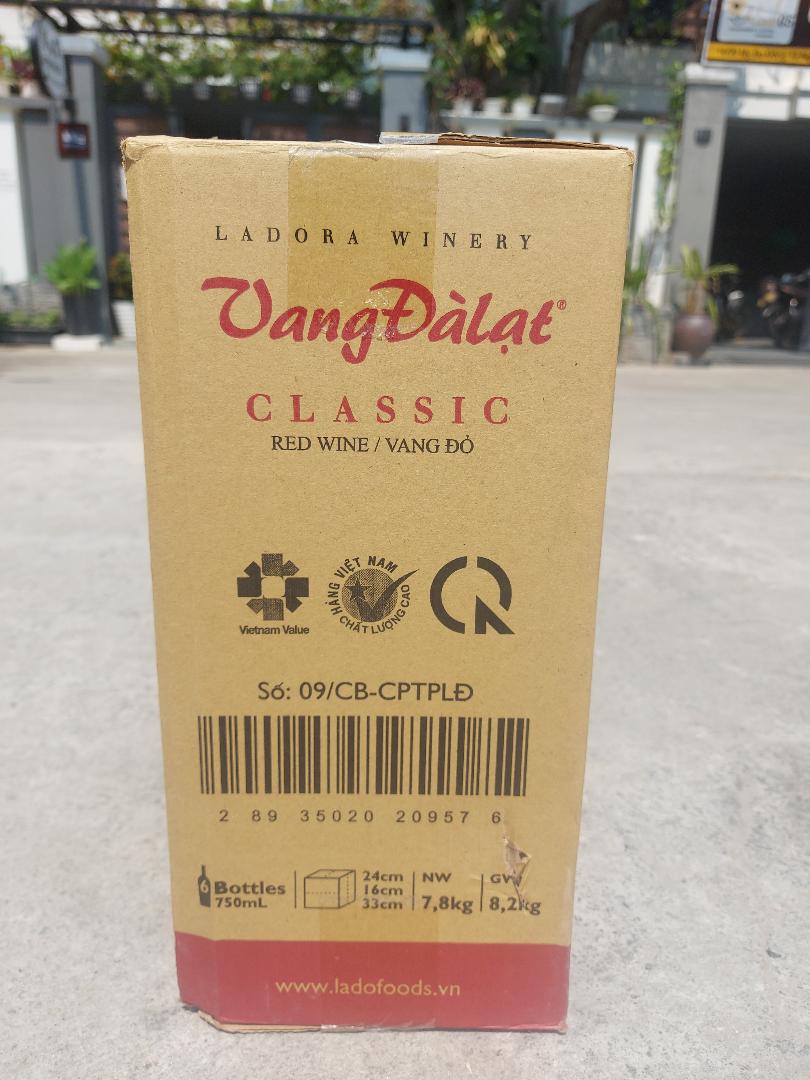 LADORA WINERY
VangĐàlạt®
CLASSIC
RED WINE / VANG ĐỎ
Vietnam Value
HÀNG VIỆT NAM
CHẤT LƯỢNG CAO
Số: 09/CB-CPTPLĐ
2 89 35020 20957 6
6 Bottles
750mL
24cm
16cm
33cm
NW
7,8kg
GW
8,2kg
www.ladofoods.vn